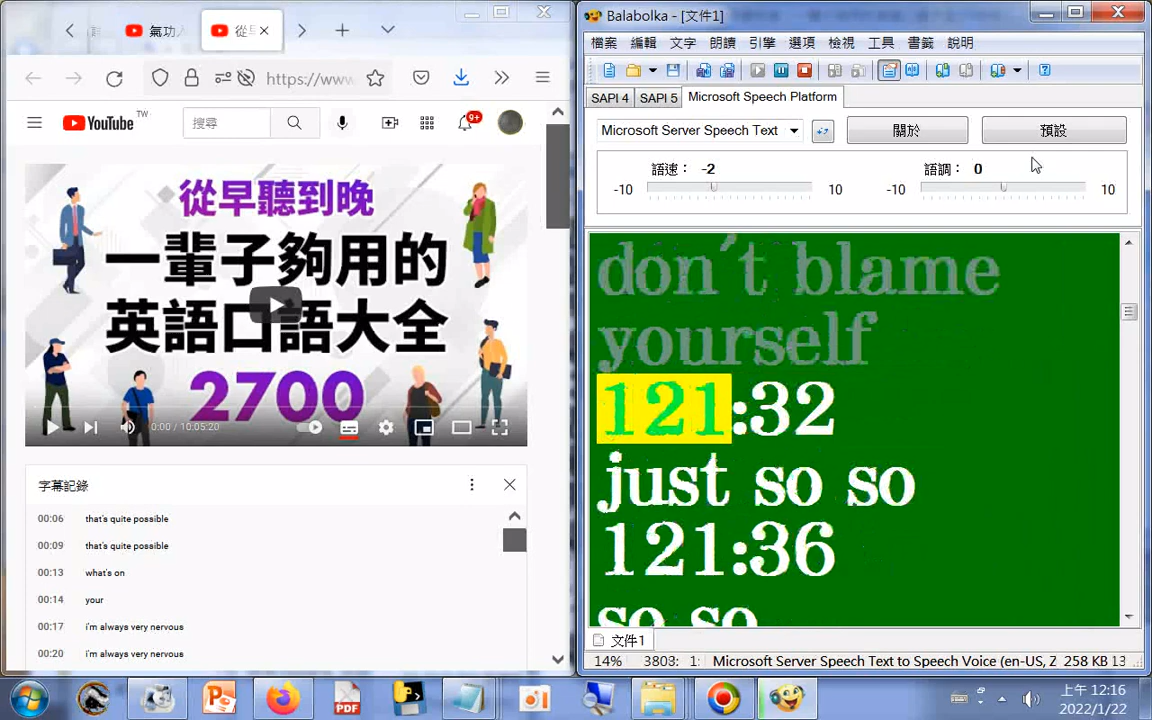 氣功人
從
https://www.
YouTube TW
搜尋
9+
從早聽到晚
一輩子夠用的
英語口語大全
2700
0:00 / 10:05:20
字幕記錄
00:06 that's quite possible
00:09 that's quite possible
00:13 what's on
00:14 your
00:17 i'm always very nervous
00:20 i'm always very nervous
Balabolka - [文件1]
檔案 編輯 文字 朗讀 引擎 選項 檢視 工具 書籤 說明
SAPI 4 SAPI 5 Microsoft Speech Platform
Microsoft Server Speech Text 關於 預設
語速： -2 語調： 0
-10 10 -10 10
don't blame
yourself
121:32
just so so
121:36
so so
文件1
14% 3803: 1: Microsoft Server Speech Text to Speech Voice (en-US, Z 258 KB 13
PDF
上午 12:16
2022/1/22